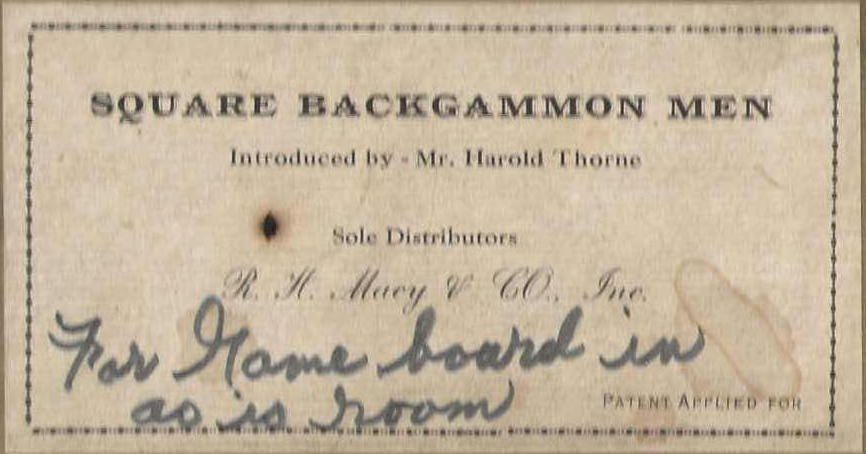 SQUARE BACKGAMMON MEN
Introduced by - Mr. Harold Thorne
Sole Distributors
R. H. Macy & CO., Inc.
For Game board in
as is room
PATENT APPLIED FOR